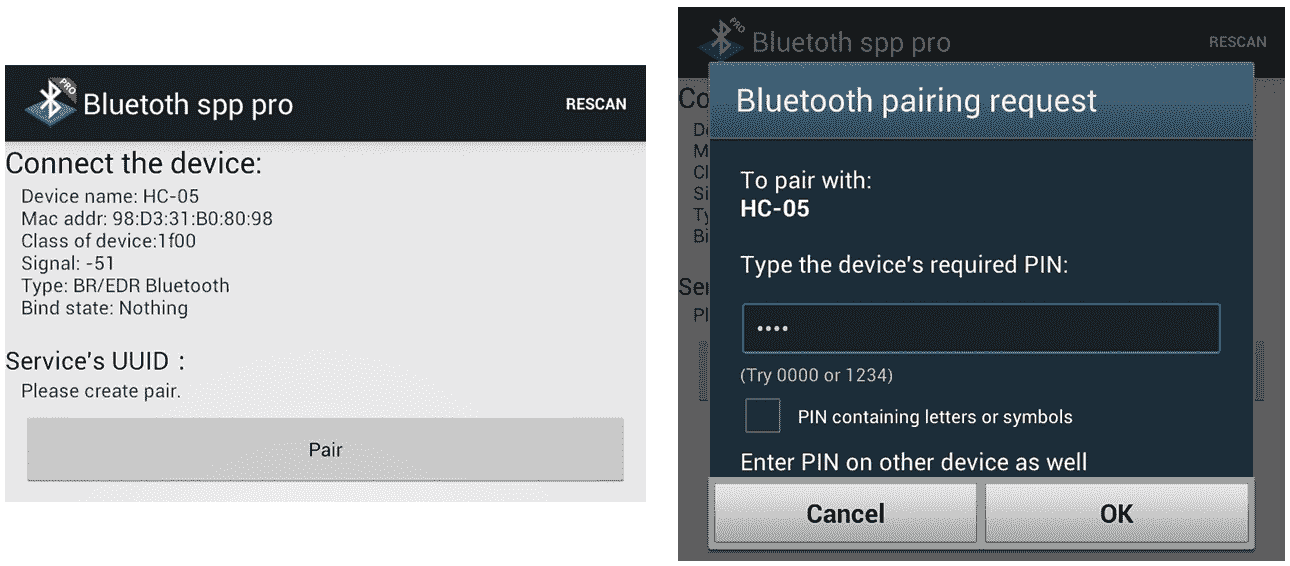 PRO
Bluetoth spp pro
RESCAN
Connect the device:
Device name: HC-05
Mac addr: 98:D3:31:B0:80:98
Class of device:1f00
Signal: -51
Type: BR/EDR Bluetooth
Bind state: Nothing
Service's UUID :
Please create pair.
Pair
PRO
Bluetoth spp pro
RESCAN
Co
D
M
Cl
Si
Ty
Bi
Ser
Pl
Bluetooth pairing request
To pair with:
HC-05
Type the device's required PIN:
••••
(Try 0000 or 1234)
PIN containing letters or symbols
Enter PIN on other device as well
Cancel
OK